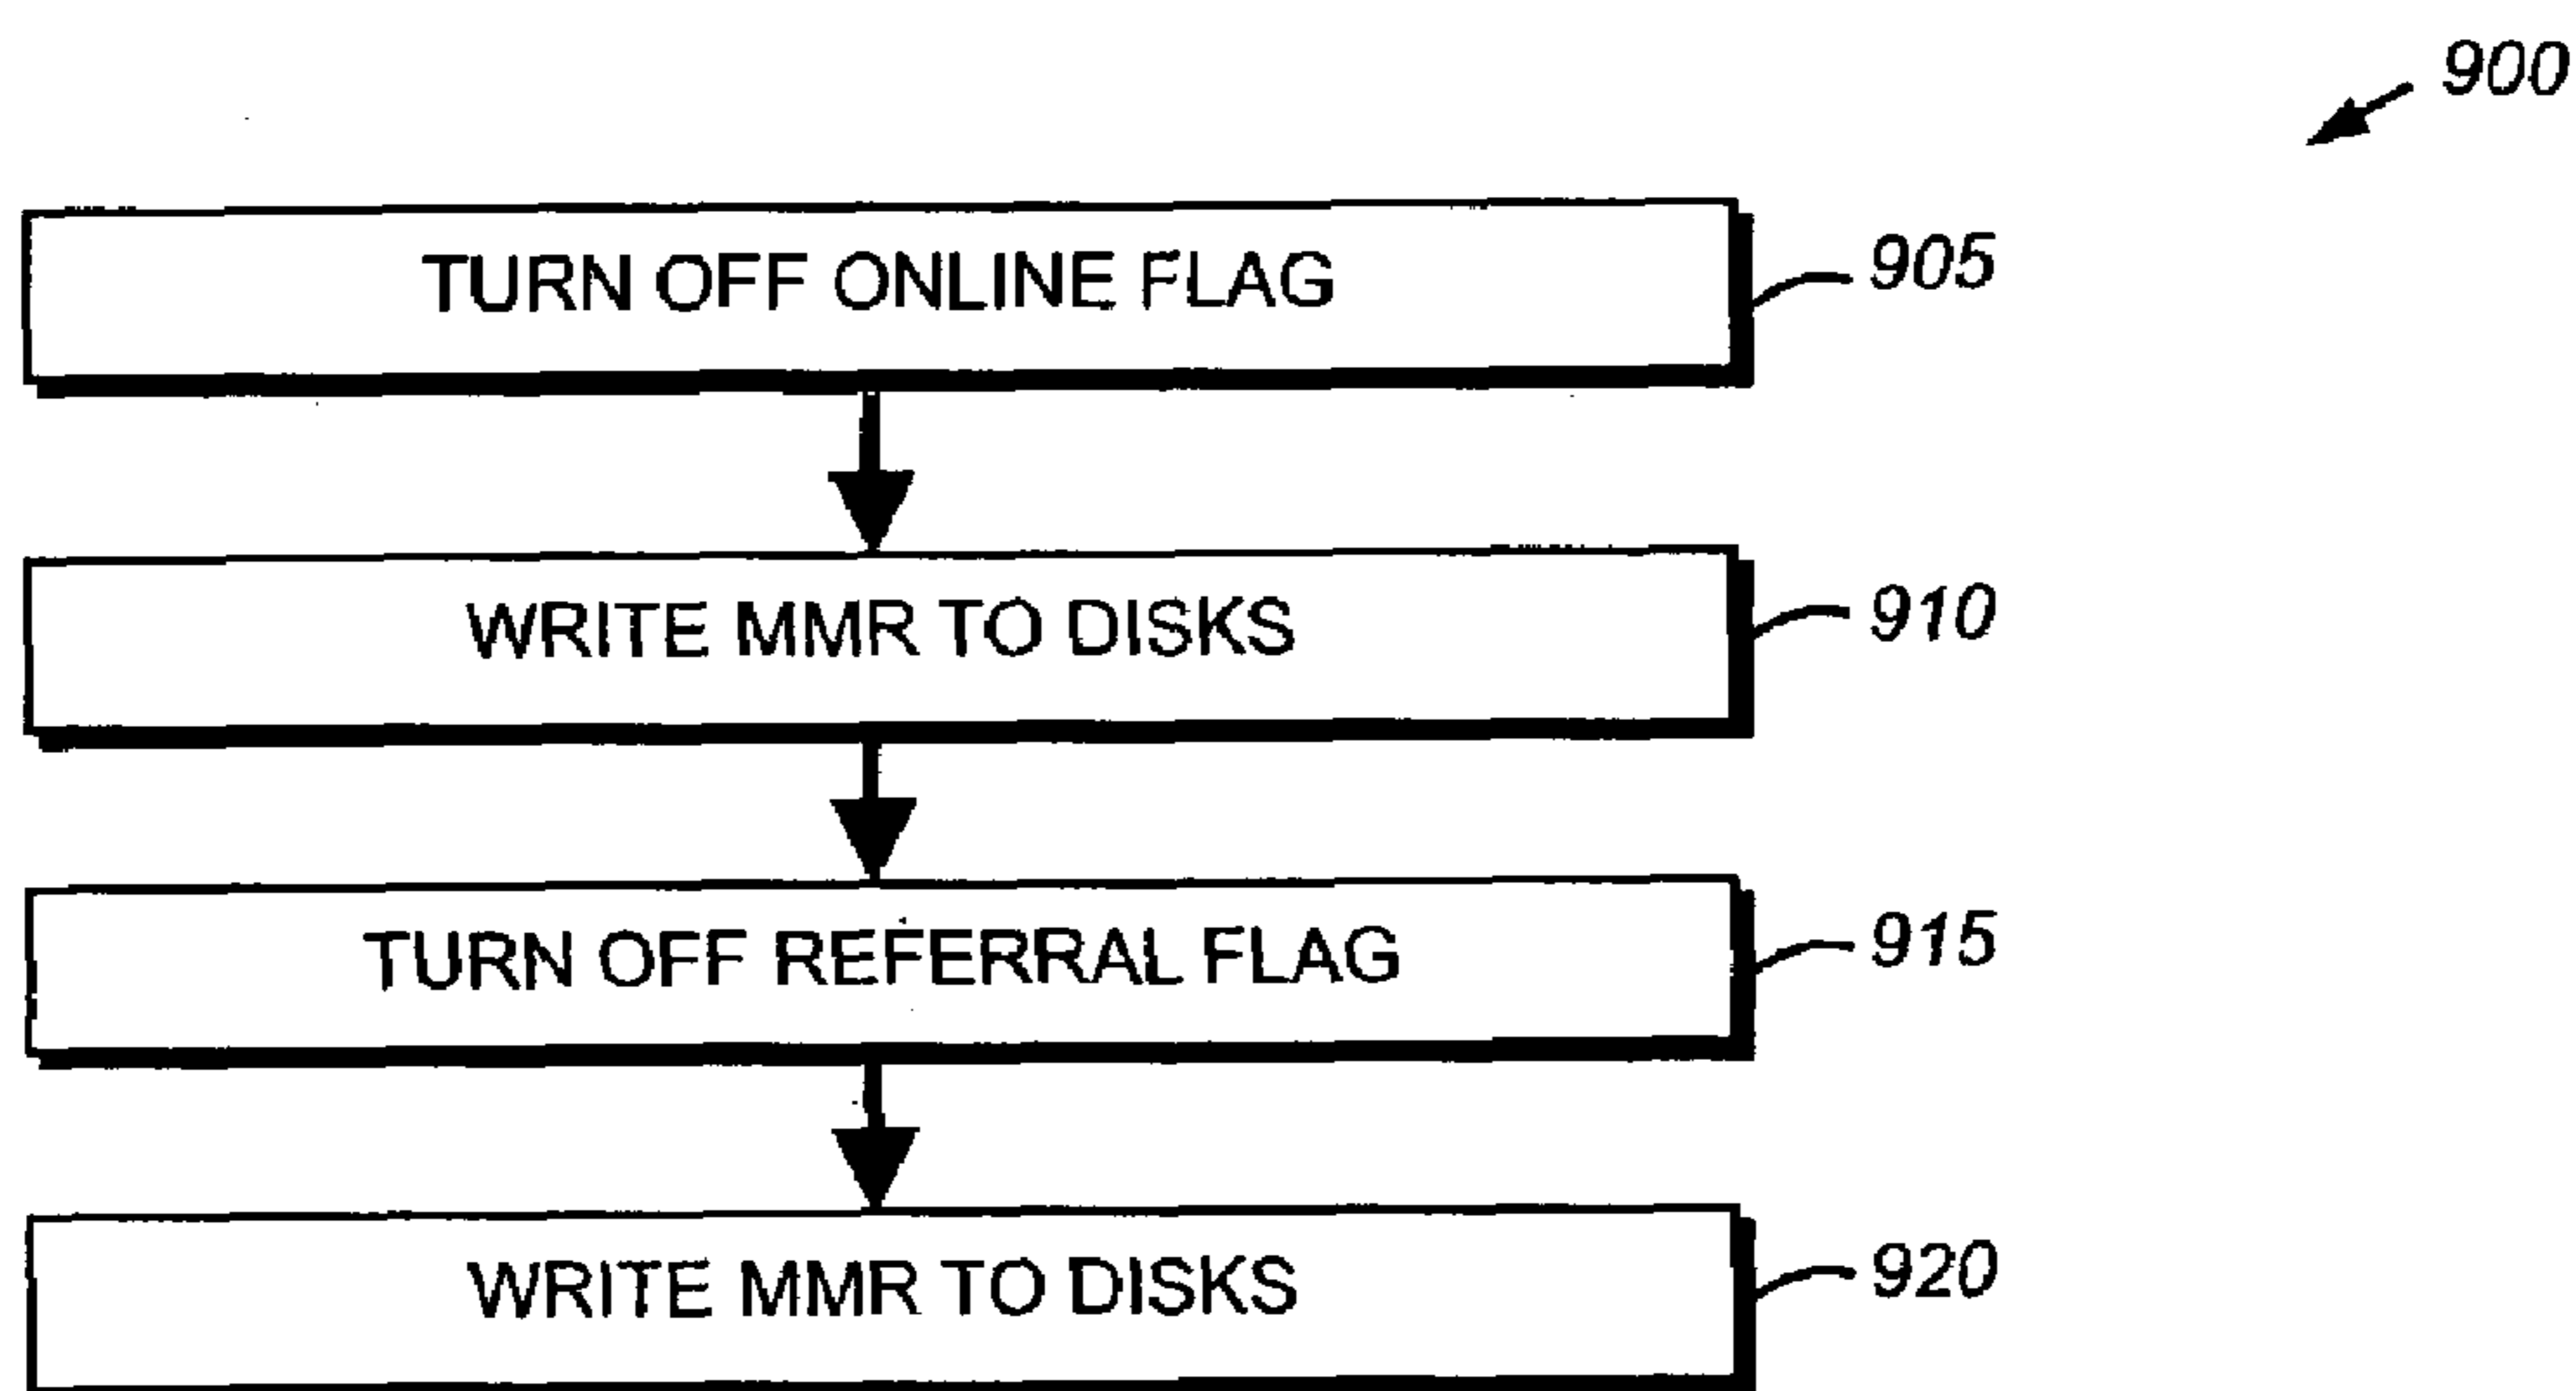 900
TURN OFF ONLINE FLAG
905
WRITE MMR TO DISKS
910
TURN OFF REFERRAL FLAG
915
WRITE MMR TO DISKS
920